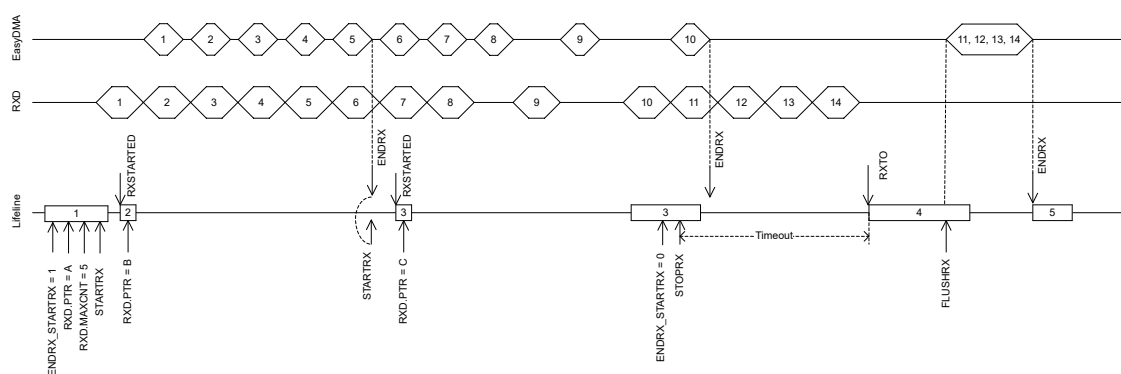 EasyDMA
1
2
3
4
5
6
7
8
9
10
11, 12, 13, 14
RXD
1
2
3
4
5
6
7
8
9
10
11
12
13
14
RXSTARTED
ENDRX
RXSTARTED
ENDRX
RXTO
ENDRX
Lifeline
1
2
3
3
4
5
Timeout
ENDRX_STARTRX = 1
RXD.PTR = A
RXD.MAXCNT = 5
STARTRX
RXD.PTR = B
STARTRX
RXD.PTR = C
ENDRX_STARTRX = 0
STOPRX
FLUSHRX